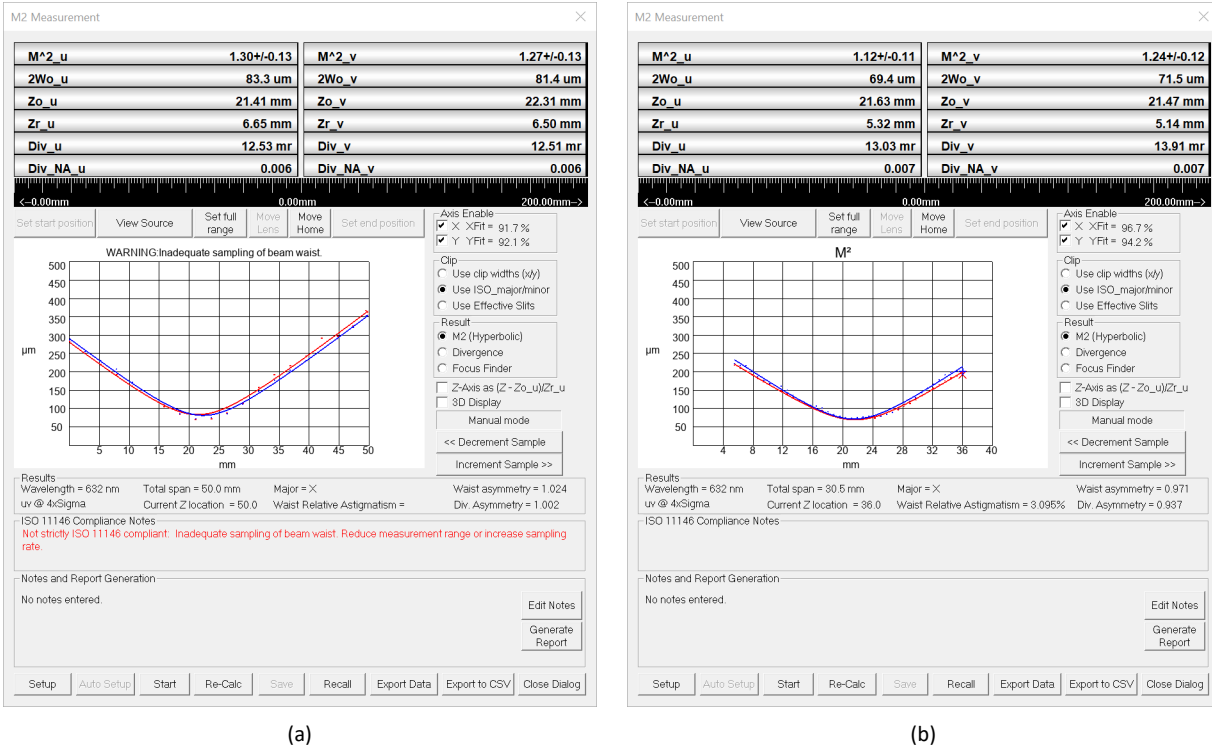 M2 Measurement
M^2_u 1.30+/-0.13 M^2_v 1.27+/-0.13
2Wo_u 83.3 um 2Wo_v 81.4 um
Zo_u 21.41 mm Zo_v 22.31 mm
Zr_u 6.65 mm Zr_v 6.50 mm
Div_u 12.53 mr Div_v 12.51 mr
Div_NA_u 0.006 Div_NA_v 0.006
<--0.00mm 0.00mm 200.00mm-->
Set start position View Source Set full range Move Lens Move Home Set end position
Axis Enable
X XFit = 91.7 %
Y YFit = 92.1 %
WARNING:Inadequate sampling of beam waist.
Clip
Use clip widths (x/y)
Use ISO_major/minor
Use Effective Slits
Result
M2 (Hyperbolic)
Divergence
Focus Finder
Z-Axis as (Z - Zo_u)/Zr_u
3D Display
Manual mode
<< Decrement Sample
Increment Sample >>
500
450
400
350
300
250
200
150
100
50
µm
5 10 15 20 25 30 35 40 45 50
mm
Results
Wavelength = 632 nm Total span = 50.0 mm Major = X Waist asymmetry = 1.024
uv @ 4xSigma Current Z location = 50.0 Waist Relative Astigmatism = Div. Asymmetry = 1.002
ISO 11146 Compliance Notes
Not strictly ISO 11146 compliant: Inadequate sampling of beam waist. Reduce measurement range or increase sampling
rate.
Notes and Report Generation
No notes entered.
Edit Notes
Generate Report
Setup Auto Setup Start Re-Calc Save Recall Export Data Export to CSV Close Dialog
(a)
M2 Measurement
M^2_u 1.12+/-0.11 M^2_v 1.24+/-0.12
2Wo_u 69.4 um 2Wo_v 71.5 um
Zo_u 21.63 mm Zo_v 21.47 mm
Zr_u 5.32 mm Zr_v 5.14 mm
Div_u 13.03 mr Div_v 13.91 mr
Div_NA_u 0.007 Div_NA_v 0.007
<--0.00mm 0.00mm 200.00mm-->
Set start position View Source Set full range Move Lens Move Home Set end position
Axis Enable
X XFit = 96.7 %
Y YFit = 94.2 %
M²
Clip
Use clip widths (x/y)
Use ISO_major/minor
Use Effective Slits
Result
M2 (Hyperbolic)
Divergence
Focus Finder
Z-Axis as (Z - Zo_u)/Zr_u
3D Display
Manual mode
<< Decrement Sample
Increment Sample >>
500
450
400
350
300
250
200
150
100
50
µm
4 8 12 16 20 24 28 32 36 40
mm
Results
Wavelength = 632 nm Total span = 30.5 mm Major = X Waist asymmetry = 0.971
uv @ 4xSigma Current Z location = 36.0 Waist Relative Astigmatism = 3.095% Div. Asymmetry = 0.937
ISO 11146 Compliance Notes
Notes and Report Generation
No notes entered.
Edit Notes
Generate Report
Setup Auto Setup Start Re-Calc Save Recall Export Data Export to CSV Close Dialog
(b)